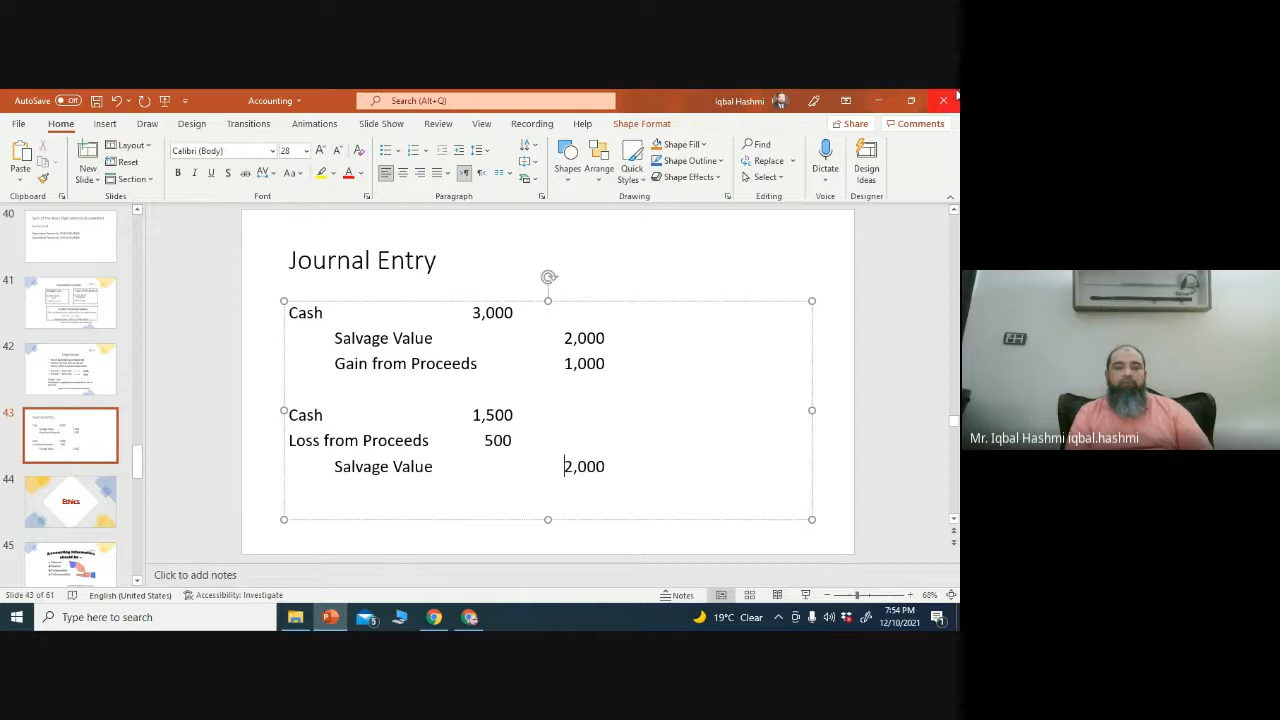 AutoSave Off
Accounting
Search (Alt+Q)
Iqbal Hashmi
File Home Insert Draw Design Transitions Animations Slide Show Review View Recording Help Shape Format
Share Comments
Paste
New Slide
Layout
Reset
Section
Calibri (Body) 28
Shapes Arrange Quick Styles
Shape Fill
Shape Outline
Shape Effects
Find
Replace
Select
Dictate
Design Ideas
Clipboard
Slides Font Paragraph Drawing Editing Voice Designer
40
41
42
43
44
Ethics
45
Accounting Information
should be
Journal Entry
Cash 3,000
Salvage Value 2,000
Gain from Proceeds 1,000
Cash 1,500
Loss from Proceeds 500
Salvage Value 2,000
Click to add notes
Slide 43 of 61 English (United States) Accessibility: Investigate Notes 68%
Type here to search
5
19°C Clear
7:54 PM
12/10/2021
1
Mr. Iqbal Hashmi iqbal.hashmi